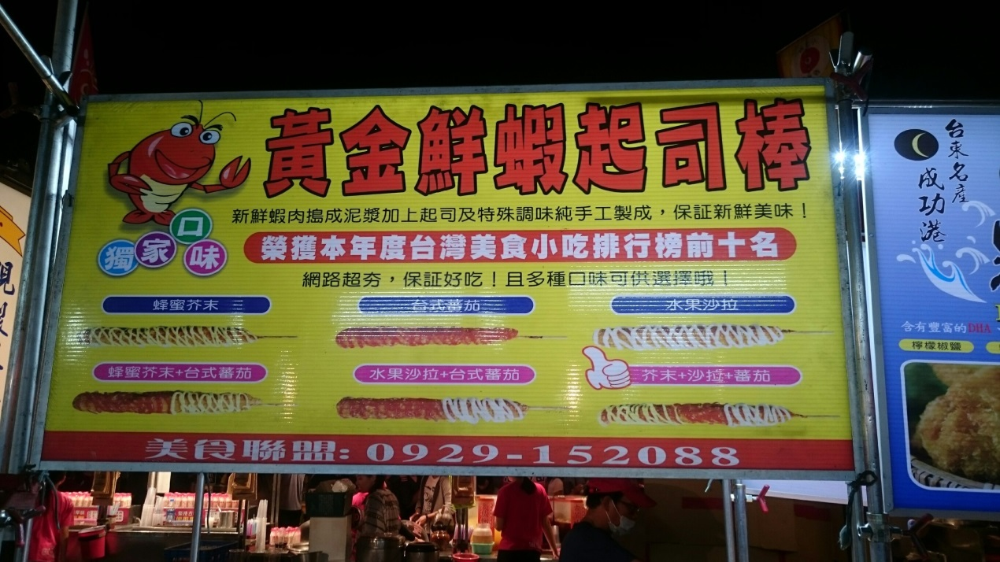 黃金鮮蝦起司棒
新鮮蝦肉搗成泥漿加上起司及特殊調味純手工製成，保証新鮮美味！
獨家口味
榮獲本年度台灣美食小吃排行榜前十名
網路超夯，保証好吃！且多種口味可供選擇哦！
蜂蜜芥末
台式蕃茄
水果沙拉
蜂蜜芥末+台式蕃茄
水果沙拉+台式蕃茄
芥末+沙拉+蕃茄
美食聯盟:0929-152088
台東名產
成功港
含有豐富的DHA
檸檬椒鹽